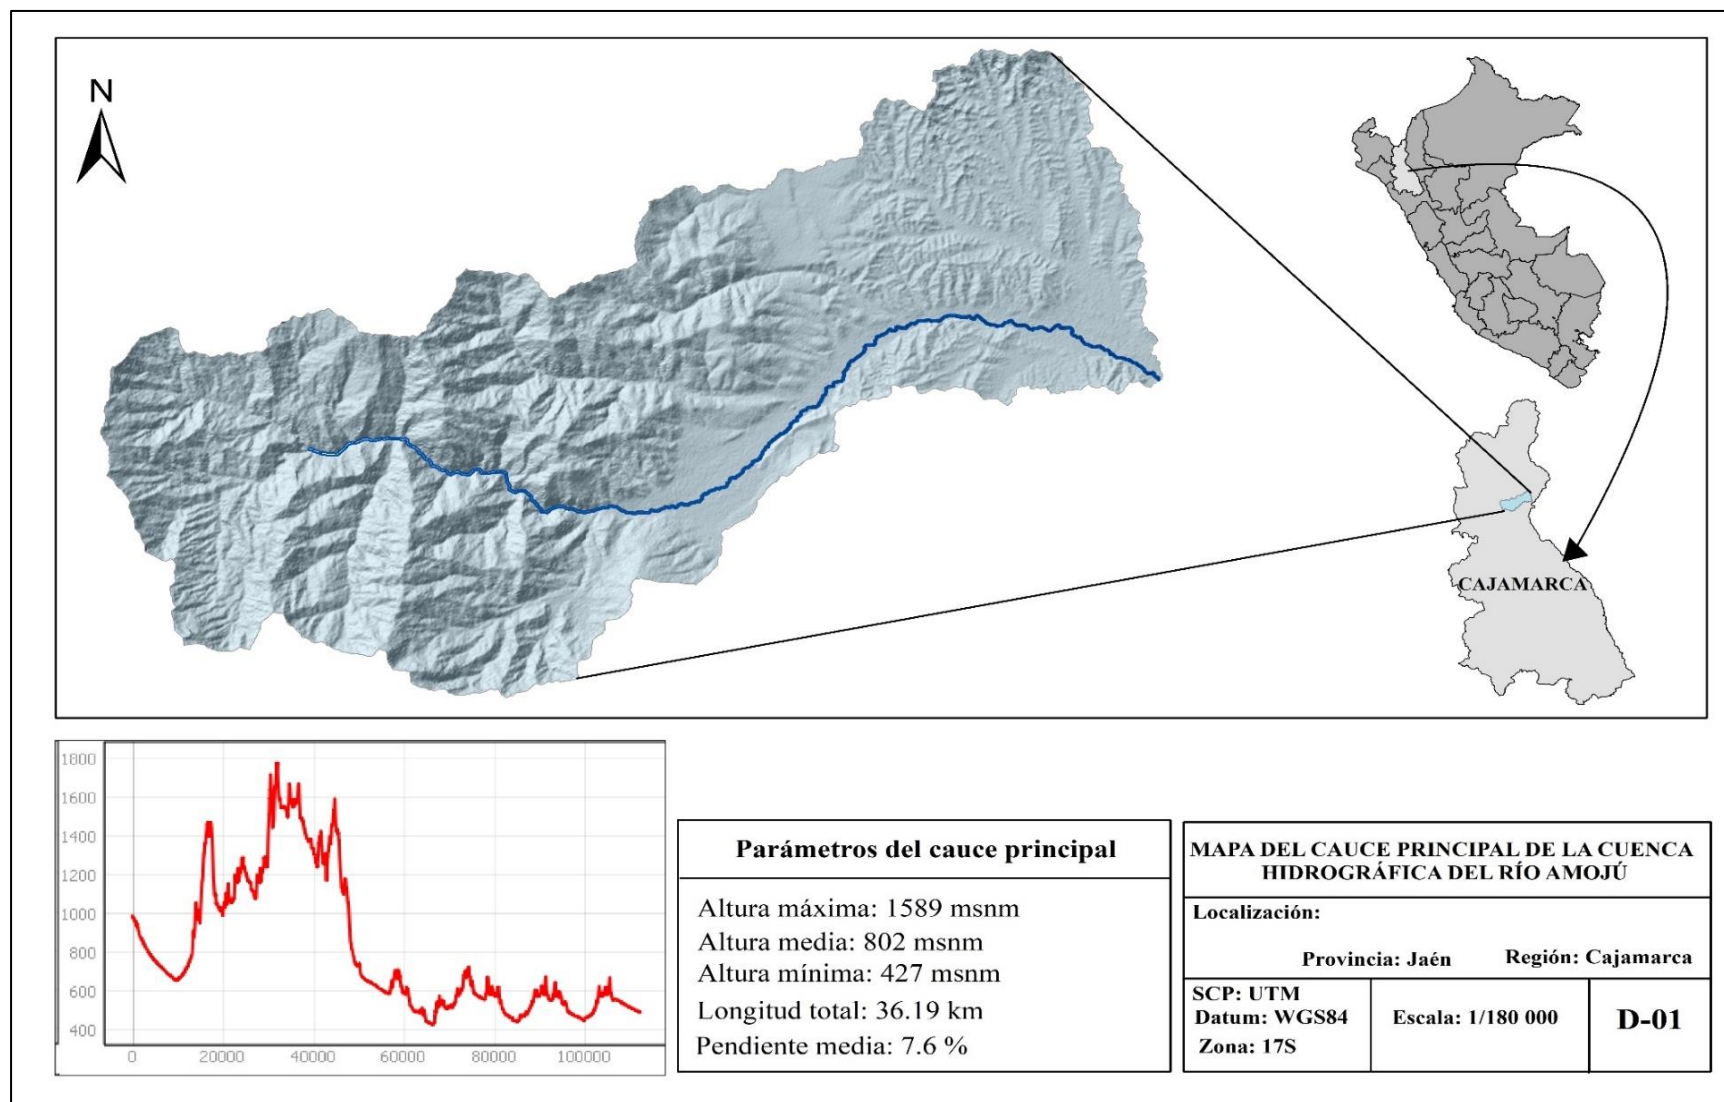 N
CAJAMARCA
1800
1600
1400
1200
1000
800
600
400
0
20000
40000
60000
80000
100000
Parámetros del cauce principal
Altura máxima: 1589 msnm
Altura media: 802 msnm
Altura mínima: 427 msnm
Longitud total: 36.19 km
Pendiente media: 7.6 %
MAPA DEL CAUCE PRINCIPAL DE LA CUENCA
HIDROGRÁFICA DEL RÍO AMOJÚ
Localización:
Provincia: Jaén Región: Cajamarca
SCP: UTM
Datum: WGS84
Zona: 17S
Escala: 1/180 000
D-01